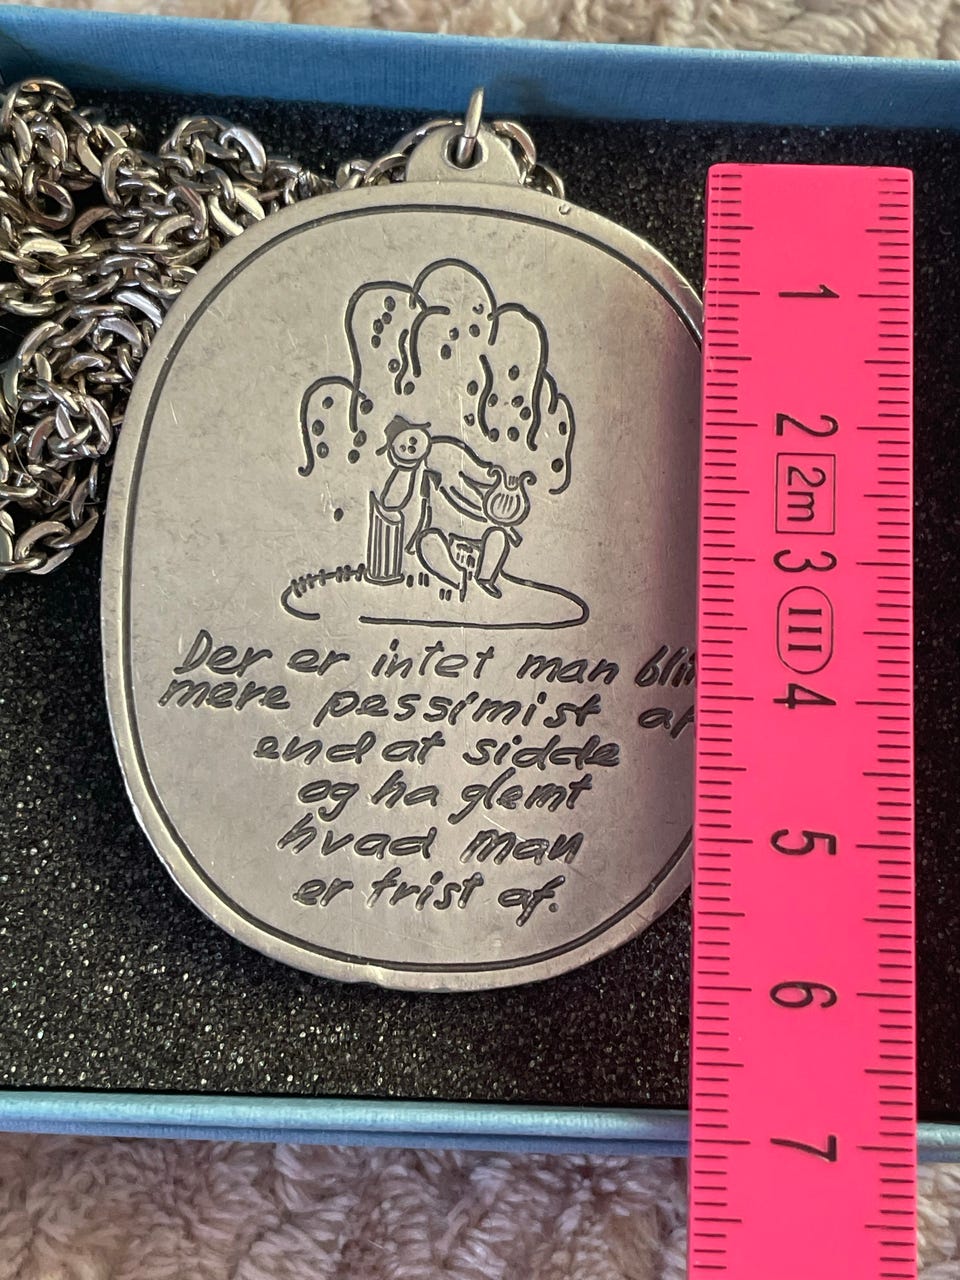 Der er intet man bli
mere pessimist af
end at sidde
og ha glemt
hvad man
er trist af.
1
2
2m
3
III
4
5
6
7